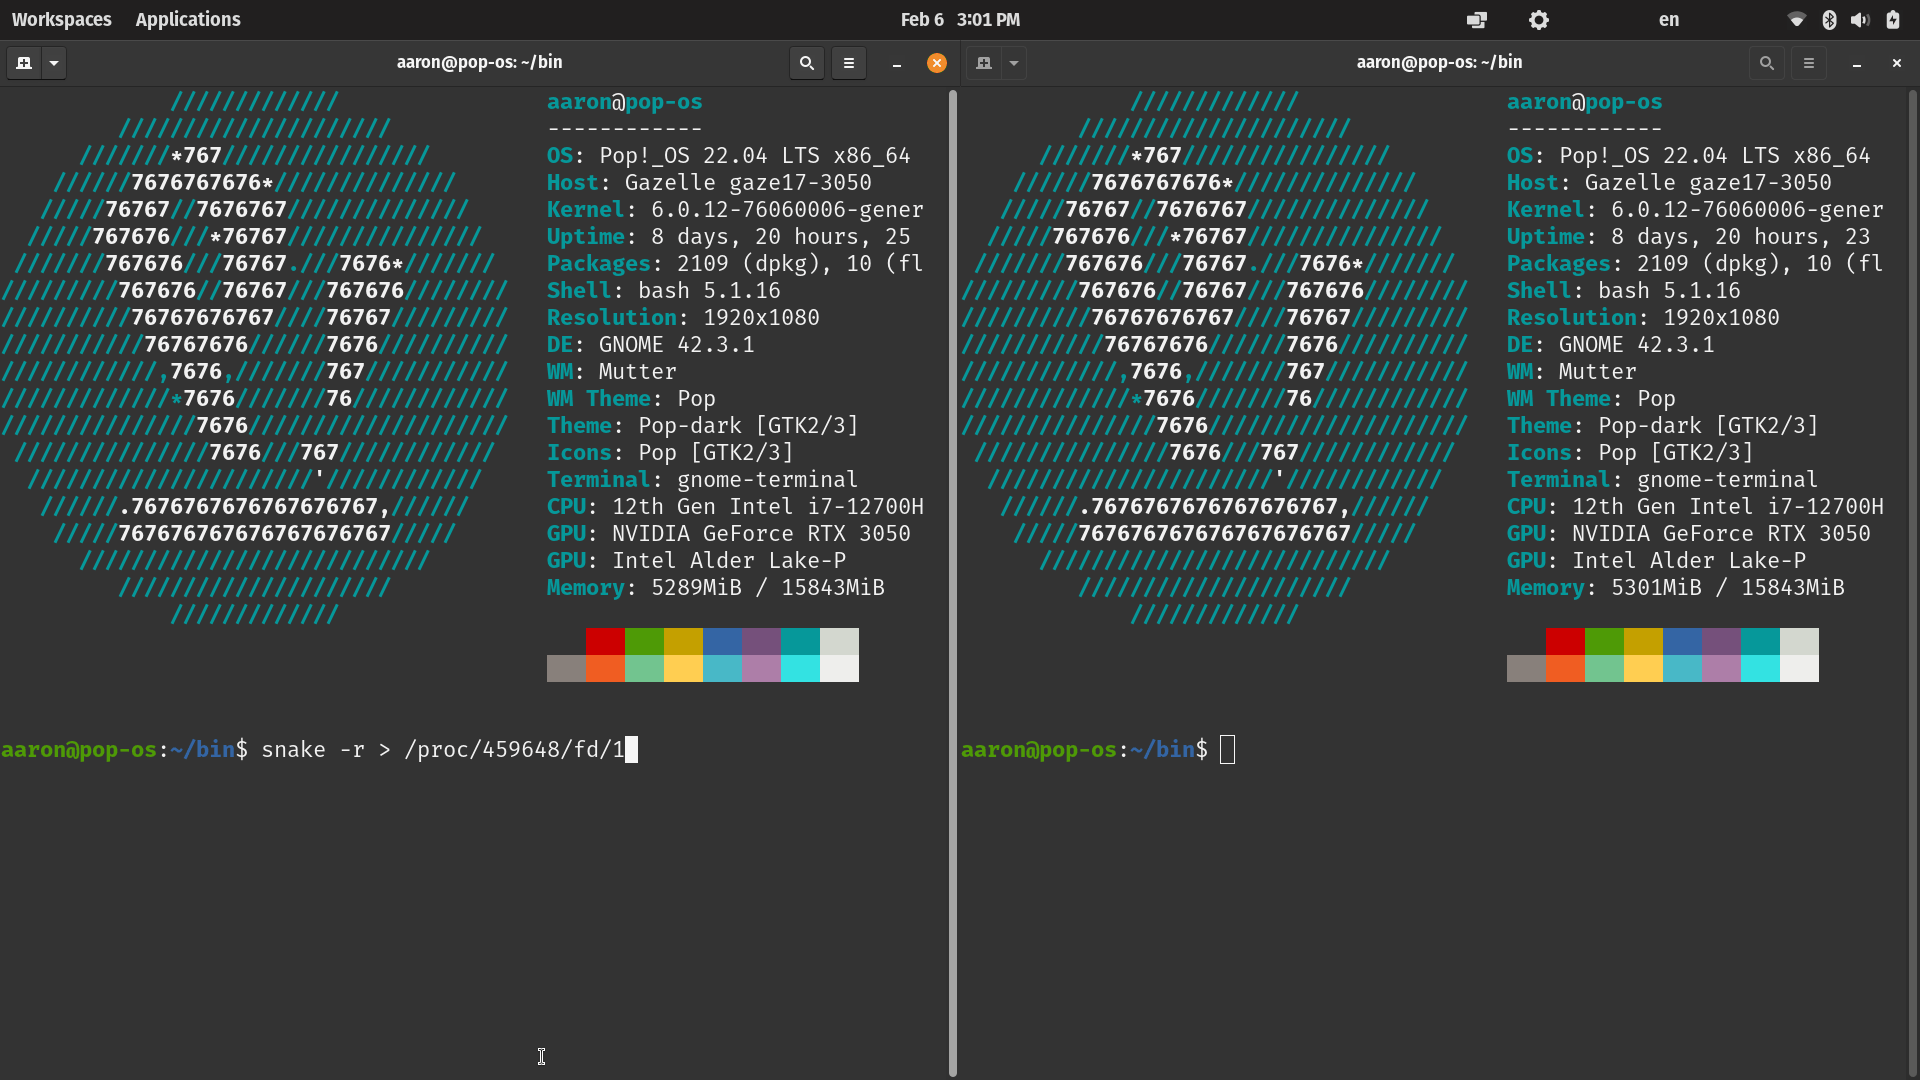 Workspaces Applications Feb 6 3:01 PM en
aaron@pop-os: ~/bin
/////////////
/////////////////////
///////*767////////////////
//////7676767676*//////////////
/////76767//7676767//////////////
/////767676///*76767///////////////
///////767676///76767.///7676*///////
/////////767676//76767///767676////////
//////////76767676767////76767/////////
///////////76767676//////7676//////////
////////////,7676,///////767///////////
/////////////*7676///////76////////////
///////////////7676////////////////////
///////////////7676///767////////////
//////////////////////'////////////
//////.7676767676767676767,//////
/////767676767676767676767/////
///////////////////////////
/////////////////////
/////////////
aaron@pop-os
------------
OS: Pop!_OS 22.04 LTS x86_64
Host: Gazelle gaze17-3050
Kernel: 6.0.12-76060006-gener
Uptime: 8 days, 20 hours, 25
Packages: 2109 (dpkg), 10 (fl
Shell: bash 5.1.16
Resolution: 1920x1080
DE: GNOME 42.3.1
WM: Mutter
WM Theme: Pop
Theme: Pop-dark [GTK2/3]
Icons: Pop [GTK2/3]
Terminal: gnome-terminal
CPU: 12th Gen Intel i7-12700H
GPU: NVIDIA GeForce RTX 3050
GPU: Intel Alder Lake-P
Memory: 5289MiB / 15843MiB
aaron@pop-os:~/bin$ snake -r > /proc/459648/fd/1
aaron@pop-os: ~/bin
/////////////
/////////////////////
///////*767////////////////
//////7676767676*//////////////
/////76767//7676767//////////////
/////767676///*76767///////////////
///////767676///76767.///7676*///////
/////////767676//76767///767676////////
//////////76767676767////76767/////////
///////////76767676//////7676//////////
////////////,7676,///////767///////////
/////////////*7676///////76////////////
///////////////7676////////////////////
///////////////7676///767////////////
//////////////////////'////////////
//////.7676767676767676767,//////
/////767676767676767676767/////
///////////////////////////
/////////////////////
/////////////
aaron@pop-os
------------
OS: Pop!_OS 22.04 LTS x86_64
Host: Gazelle gaze17-3050
Kernel: 6.0.12-76060006-gener
Uptime: 8 days, 20 hours, 23
Packages: 2109 (dpkg), 10 (fl
Shell: bash 5.1.16
Resolution: 1920x1080
DE: GNOME 42.3.1
WM: Mutter
WM Theme: Pop
Theme: Pop-dark [GTK2/3]
Icons: Pop [GTK2/3]
Terminal: gnome-terminal
CPU: 12th Gen Intel i7-12700H
GPU: NVIDIA GeForce RTX 3050
GPU: Intel Alder Lake-P
Memory: 5301MiB / 15843MiB
aaron@pop-os:~/bin$